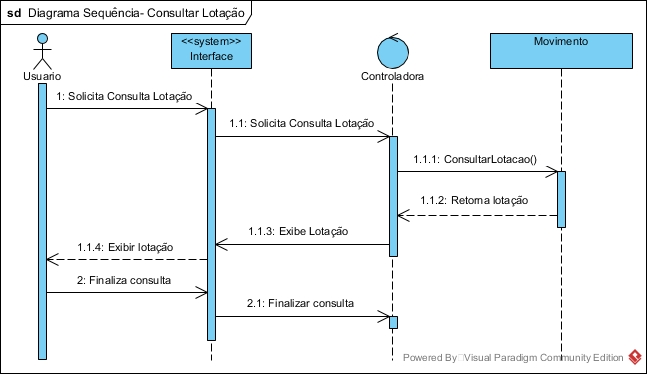 sd Diagrama Sequência- Consultar Lotação
<<system>>
Interface
Movimento
Usuario
Controladora
1: Solicita Consulta Lotação
1.1: Solicita Consulta Lotação
1.1.1: ConsultarLotacao()
1.1.2: Retorna lotação
1.1.3: Exibe Lotação
1.1.4: Exibir lotação
2: Finaliza consulta
2.1: Finalizar consulta
Powered By Visual Paradigm Community Edition